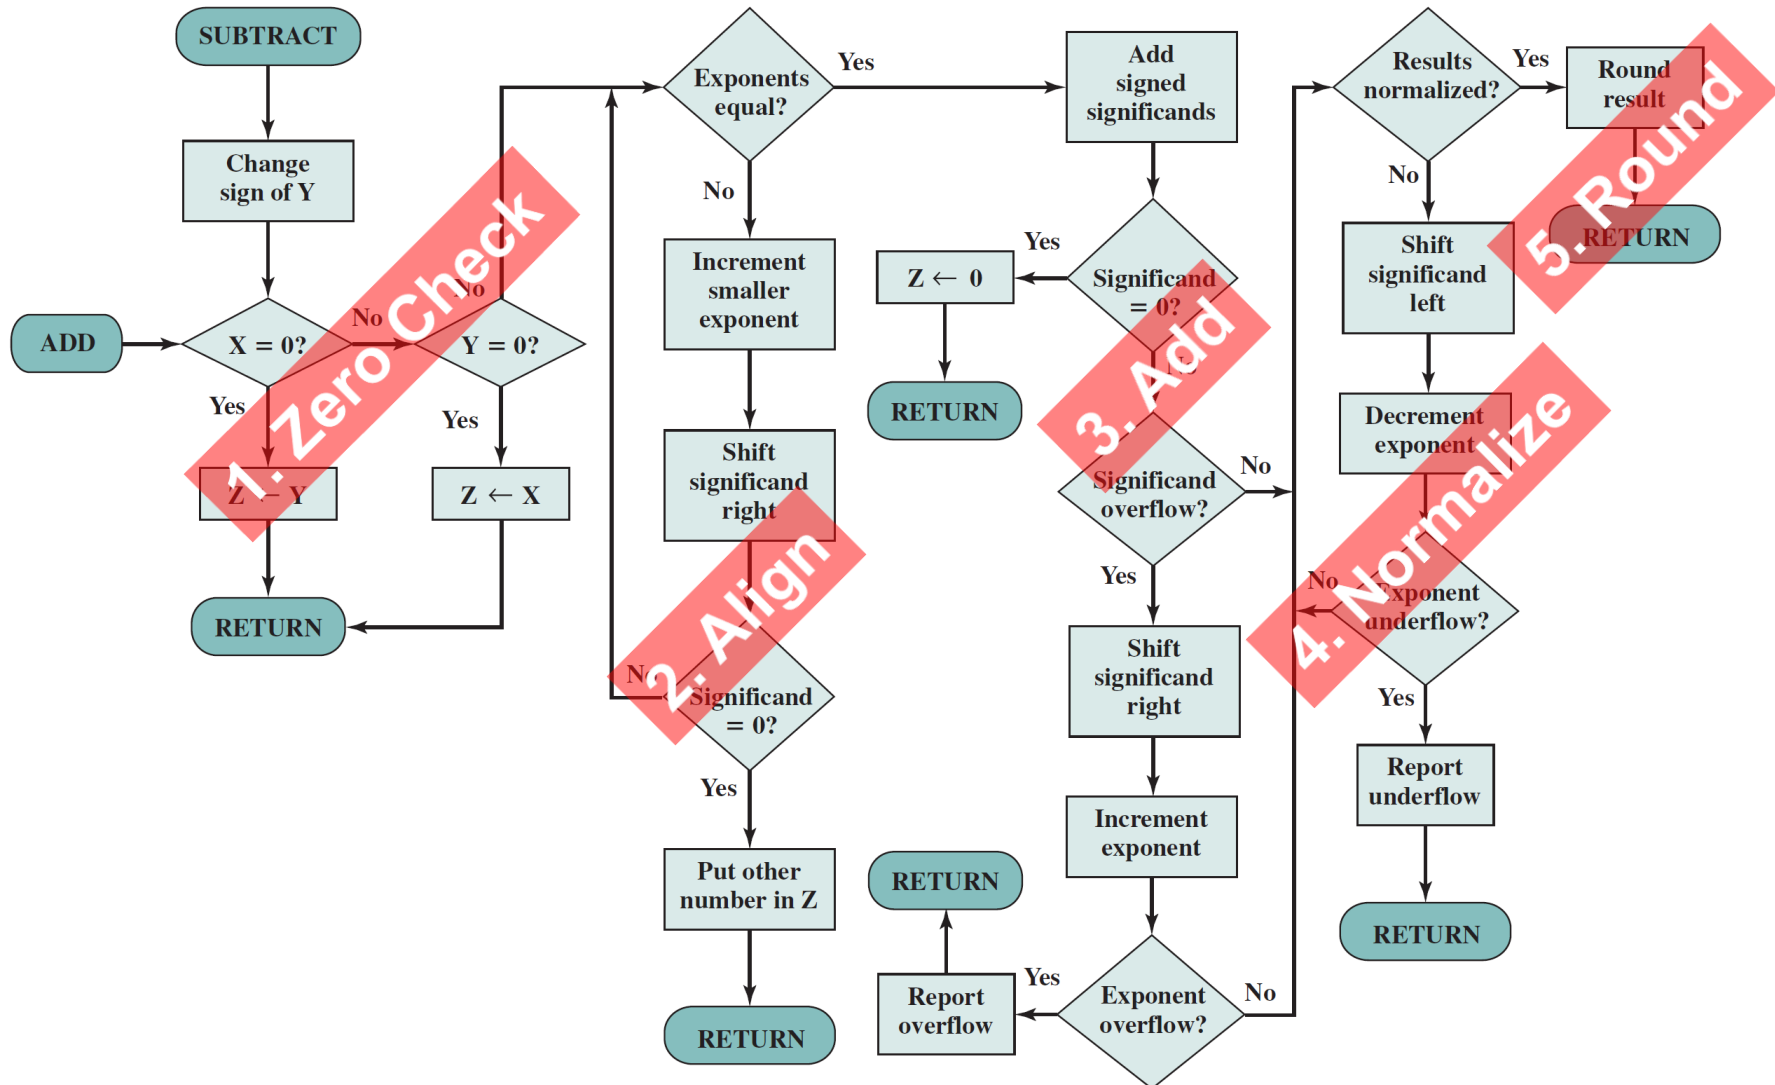 SUBTRACT
Change
sign of Y
ADD
X = 0?
No
Y = 0?
No
Yes
Yes
Z ← Y
Z ← X
RETURN
1. Zero Check
Exponents
equal?
Yes
No
Increment
smaller
exponent
Shift
significand
right
Significand
= 0?
No
Yes
Put other
number in Z
RETURN
2. Align
Add
signed
significands
Significand
= 0?
Yes
Z ← 0
RETURN
No
Significand
overflow?
No
Yes
Shift
significand
right
Increment
exponent
Exponent
overflow?
Yes
No
Report
overflow
RETURN
3. Add
Results
normalized?
Yes
No
Round
result
RETURN
5. Round
Shift
significand
left
Decrement
exponent
Exponent
underflow?
No
Yes
Report
underflow
RETURN
4. Normalize